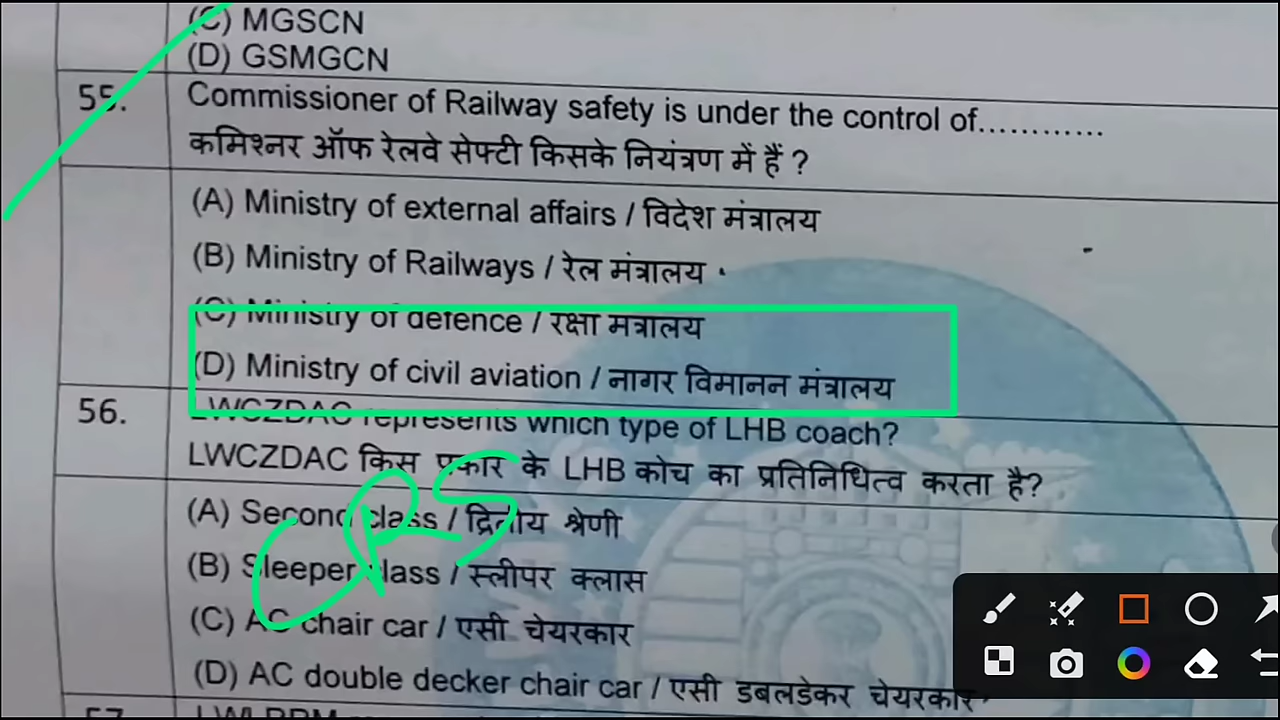 (C) MGSCN
(D) GSMGCN
55. Commissioner of Railway safety is under the control of............
कमिश्नर ऑफ रेलवे सेफ्टी किसके नियंत्रण में हैं ?
(A) Ministry of external affairs / विदेश मंत्रालय
(B) Ministry of Railways / रेल मंत्रालय
(C) Ministry of defence / रक्षा मंत्रालय
(D) Ministry of civil aviation / नागर विमानन मंत्रालय
56. LWCZDAC represents which type of LHB coach?
LWCZDAC किस प्रकार के LHB कोच का प्रतिनिधित्व करता है?
CRS
(A) Second class / द्वितीय श्रेणी
(B) Sleeper class / स्लीपर क्लास
(C) AC chair car / एसी चेयरकार
(D) AC double decker chair car / एसी डबलडेकर चेयरकार
57.